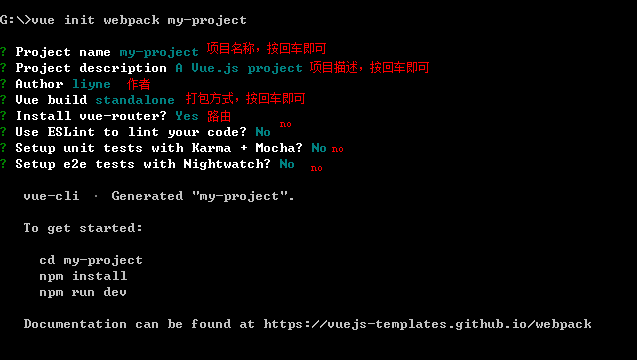 G:\>vue init webpack my-project
? Project name my-project 项目名称，按回车即可
? Project description A Vue.js project 项目描述，按回车即可
? Author liyne 作者
? Vue build standalone 打包方式，按回车即可
? Install vue-router? Yes 路由
? Use ESLint to lint your code? No no
? Setup unit tests with Karma + Mocha? No no
? Setup e2e tests with Nightwatch? No no
vue-cli · Generated "my-project".
To get started:
cd my-project
npm install
npm run dev
Documentation can be found at https://vuejs-templates.github.io/webpack